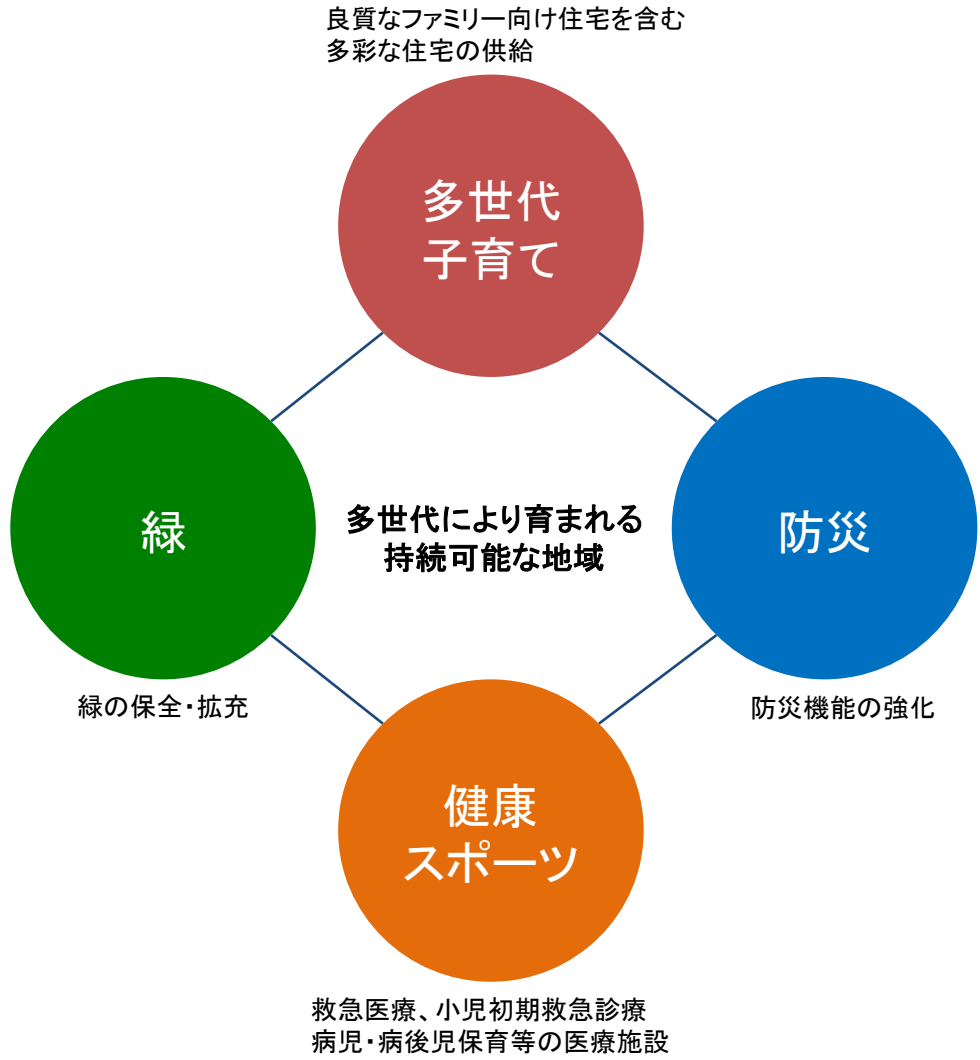 良質なファミリー向け住宅を含む
多彩な住宅の供給
多世代
子育て
緑
多世代により育まれる
持続可能な地域
防災
緑の保全・拡充
防災機能の強化
健康
スポーツ
救急医療、小児初期救急診療
病児・病後児保育等の医療施設